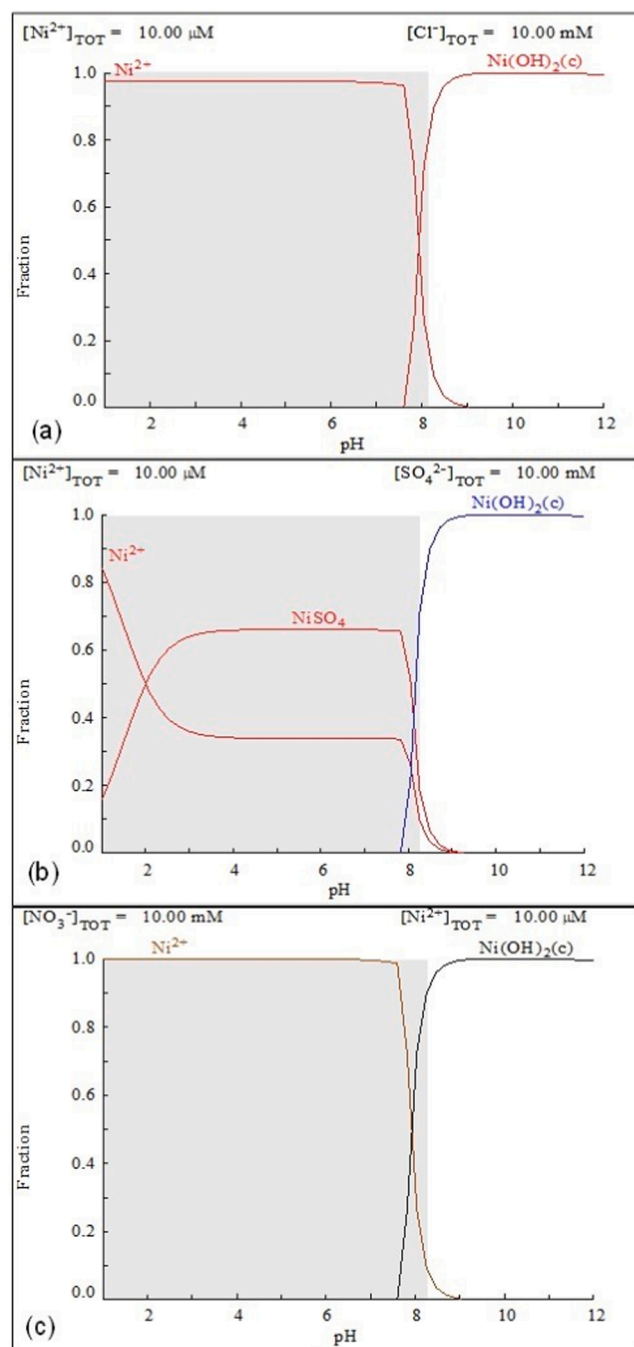 [Ni²⁺]TOT = 10.00 μM [Cl⁻]TOT = 10.00 mM
Ni²⁺ Ni(OH)₂(c)
1.0
0.8
0.6
0.4
0.2
0.0
Fraction
2 4 6 8 10 12
pH
(a)
[Ni²⁺]TOT = 10.00 μM [SO₄²⁻]TOT = 10.00 mM
Ni(OH)₂(c)
1.0
Ni²⁺
0.8
NiSO₄
0.6
0.4
0.2
0.0
Fraction
2 4 6 8 10 12
pH
(b)
[NO₃⁻]TOT = 10.00 mM [Ni²⁺]TOT = 10.00 μM
Ni²⁺ Ni(OH)₂(c)
1.0
0.8
0.6
0.4
0.2
0.0
Fraction
2 4 6 8 10 12
pH
(c)